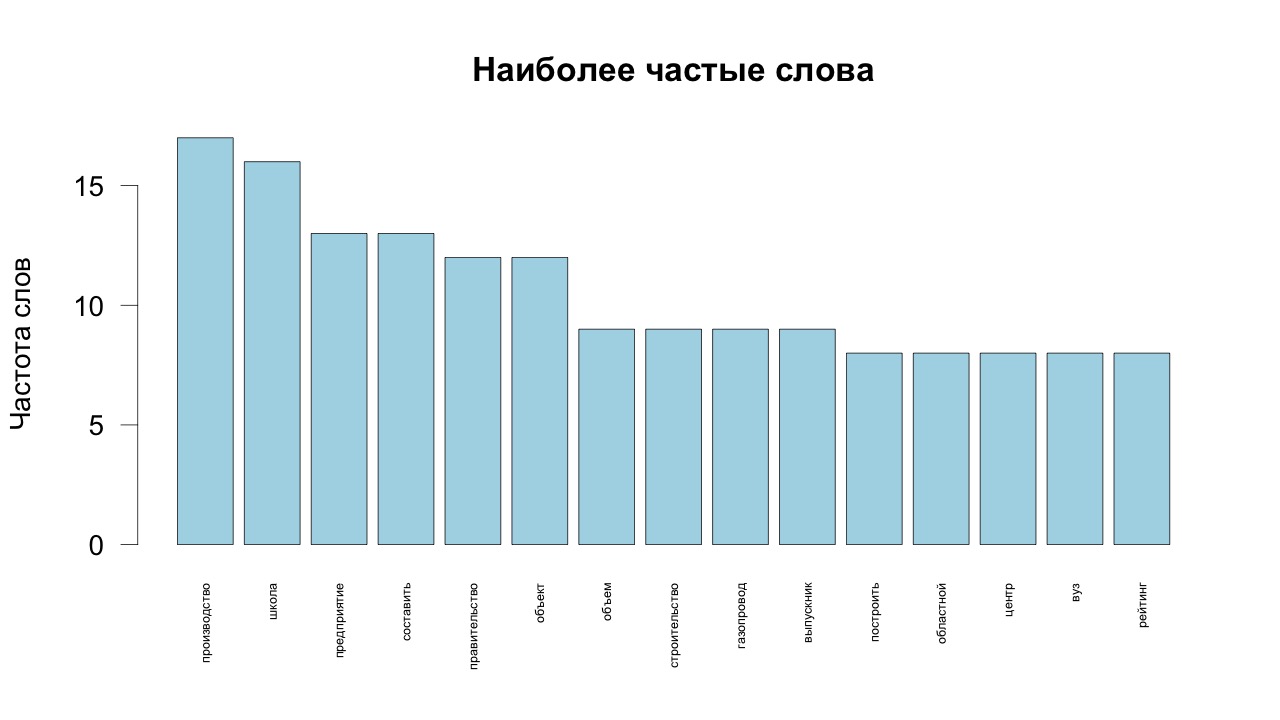 Наиболее частые слова
Частота слов
15
10
5
0
производство
школа
предприятие
составить
правительство
объект
объем
строительство
газопровод
выпускник
построить
областной
центр
вуз
рейтинг